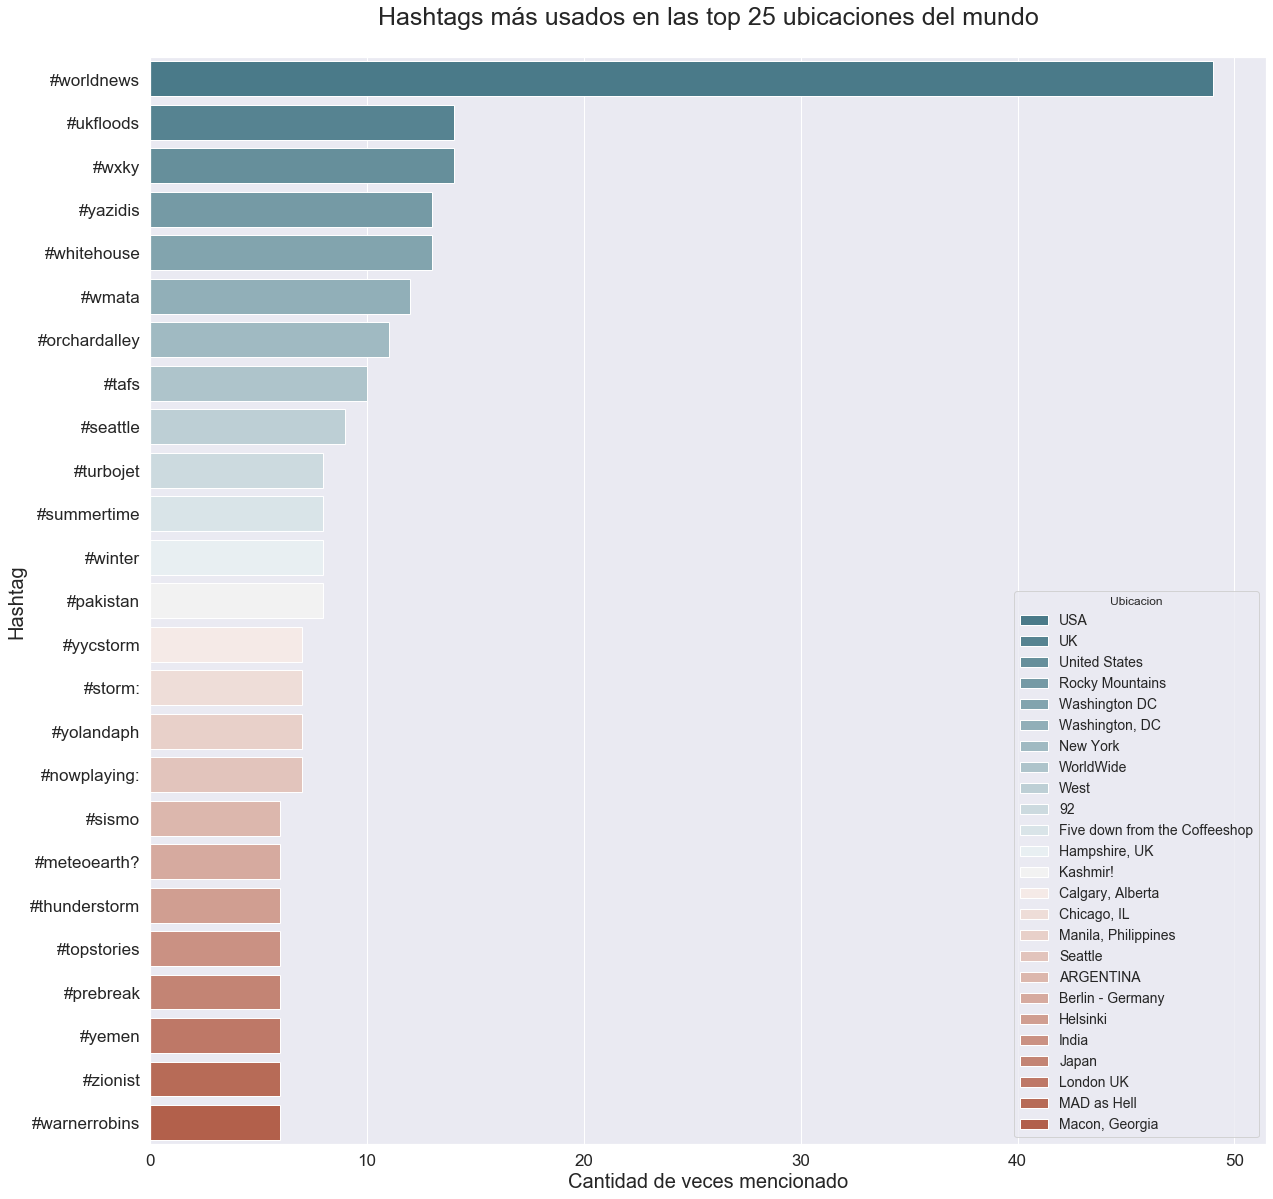 Hashtags más usados en las top 25 ubicaciones del mundo
Hashtag
#worldnews
#ukfloods
#wxky
#yazidis
#whitehouse
#wmata
#orchardalley
#tafs
#seattle
#turbojet
#summertime
#winter
#pakistan
#yycstorm
#storm:
#yolandaph
#nowplaying:
#sismo
#meteoearth?
#thunderstorm
#topstories
#prebreak
#yemen
#zionist
#warnerrobins
Ubicacion
USA
UK
United States
Rocky Mountains
Washington DC
Washington, DC
New York
WorldWide
West
92
Five down from the Coffeeshop
Hampshire, UK
Kashmir!
Calgary, Alberta
Chicago, IL
Manila, Philippines
Seattle
ARGENTINA
Berlin - Germany
Helsinki
India
Japan
London UK
MAD as Hell
Macon, Georgia
0 10 20 30 40 50
Cantidad de veces mencionado